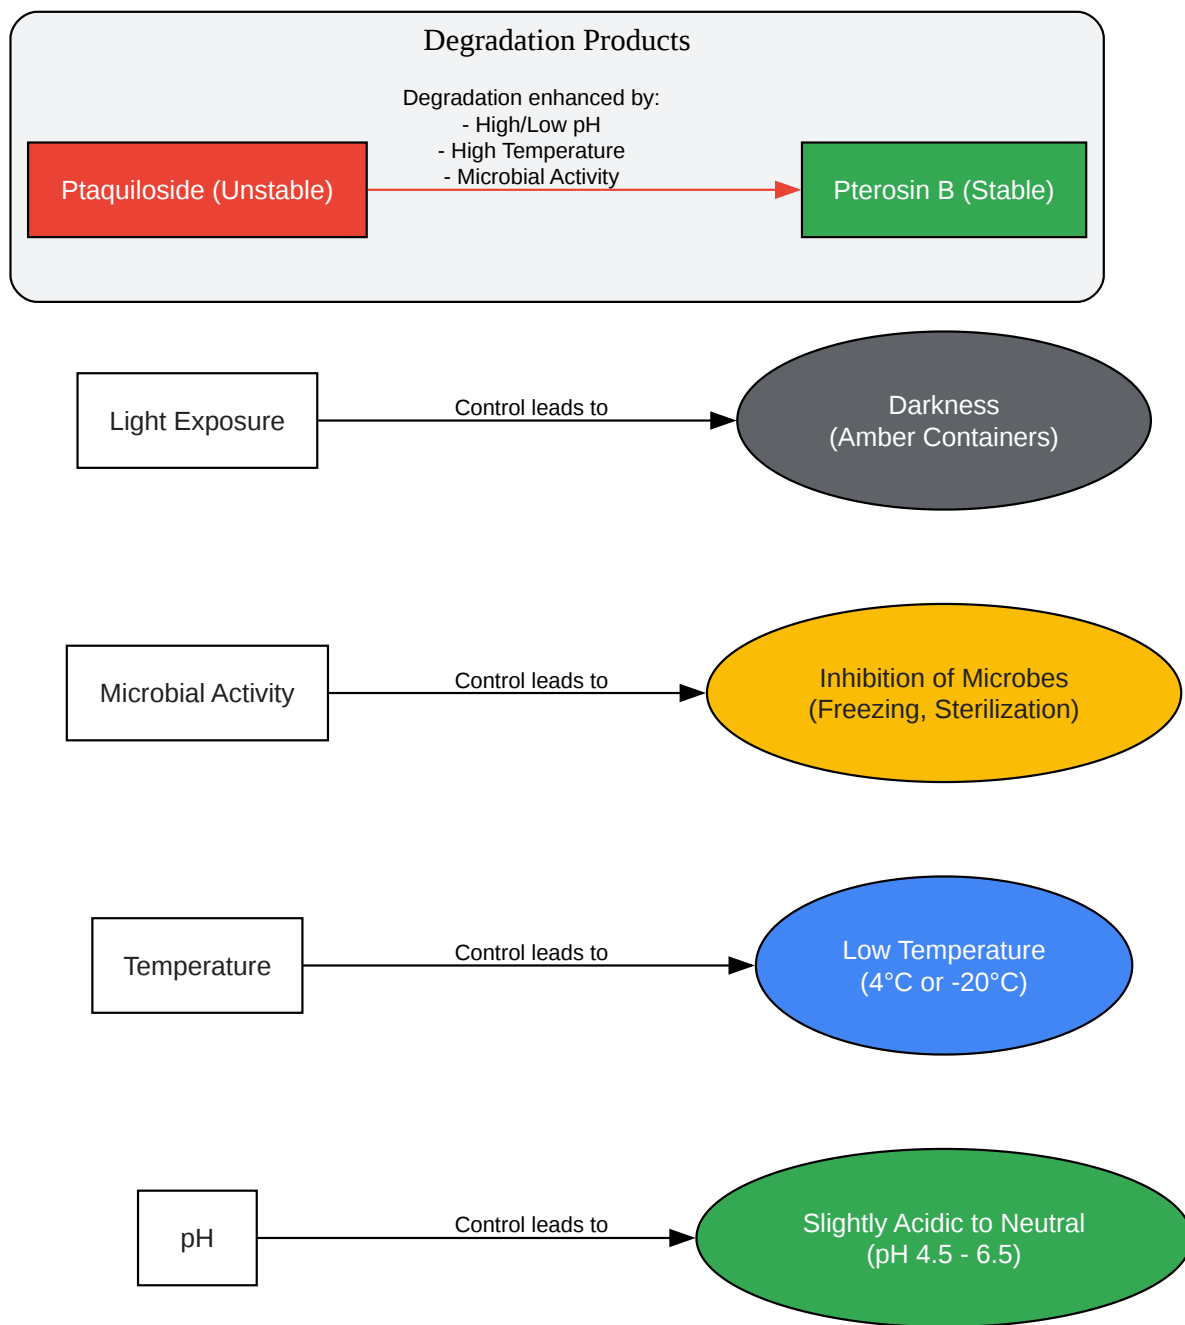 Degradation Products
Degradation enhanced by:
- High/Low pH
- High Temperature
- Microbial Activity
Ptaquiloside (Unstable)
Pterosin B (Stable)
Light Exposure
Control leads to
Darkness
(Amber Containers)
Microbial Activity
Control leads to
Inhibition of Microbes
(Freezing, Sterilization)
Temperature
Control leads to
Low Temperature
(4°C or -20°C)
pH
Control leads to
Slightly Acidic to Neutral
(pH 4.5 - 6.5)